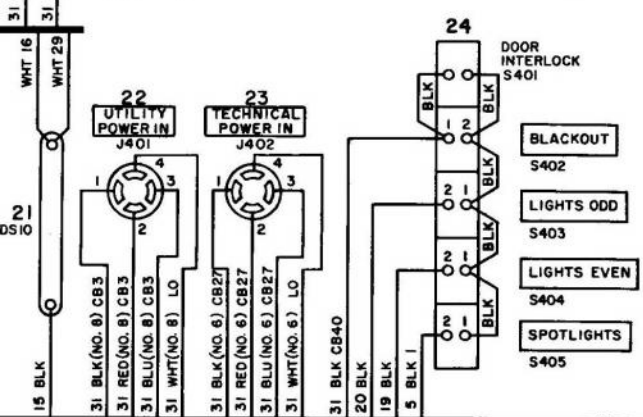 31
31
WHT 16
WHT 29
21
DS10
15 BLK
22
UTILITY
POWER IN
J401
1
4
3
2
31 BLK (NO. 8) CB3
31 RED (NO. 8) CB3
31 BLU (NO. 8) CB3
31 WHT (NO. 8) LO
23
TECHNICAL
POWER IN
J402
1
4
3
2
31 BLK (NO. 6) CB27
31 RED (NO. 6) CB27
31 BLU (NO. 6) CB27
31 WHT (NO. 6) LO
24
DOOR
INTERLOCK
S401
BLK
BLK
1 2
BLACKOUT
S402
BLK
2 1
LIGHTS ODD
S403
BLK
2 1
LIGHTS EVEN
S404
BLK
2 1
SPOTLIGHTS
S405
31 BLK CB40
20 BLK
19 BLK
5 BLK 1